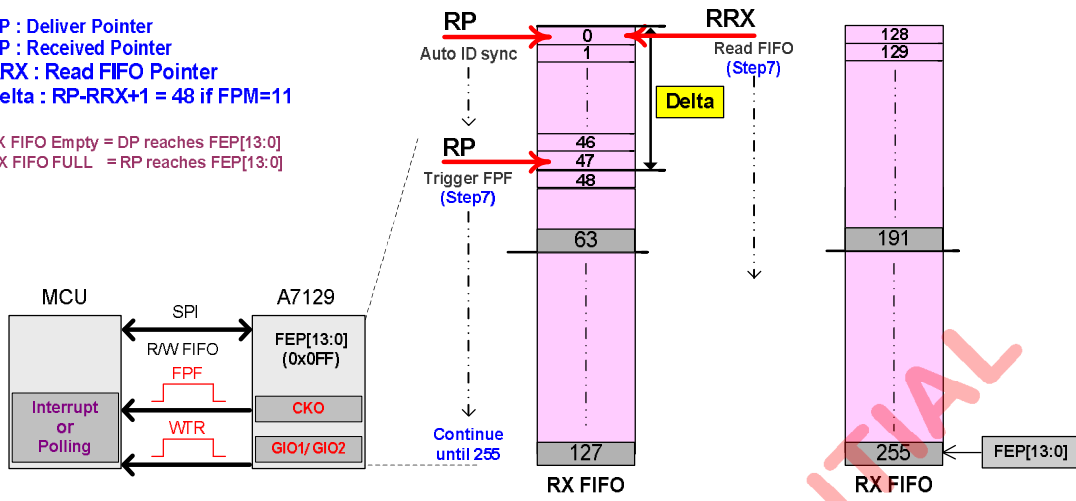 P : Deliver Pointer
P : Received Pointer
RX : Read FIFO Pointer
elta : RP-RRX+1 = 48 if FPM=11
X FIFO Empty = DP reaches FEP[13:0]
X FIFO FULL = RP reaches FEP[13:0]
RP
Auto ID sync
RP
Trigger FPF
(Step7)
Continue
until 255
0
1
46
47
48
63
127
RX FIFO
RRX
Read FIFO
(Step7)
Delta
128
129
191
255
RX FIFO
FEP[13:0]
MCU
Interrupt
or
Polling
SPI
R/W FIFO
FPF
WTR
A7129
FEP[13:0]
(0x0FF)
CKO
GIO1/ GIO2
NTIAL